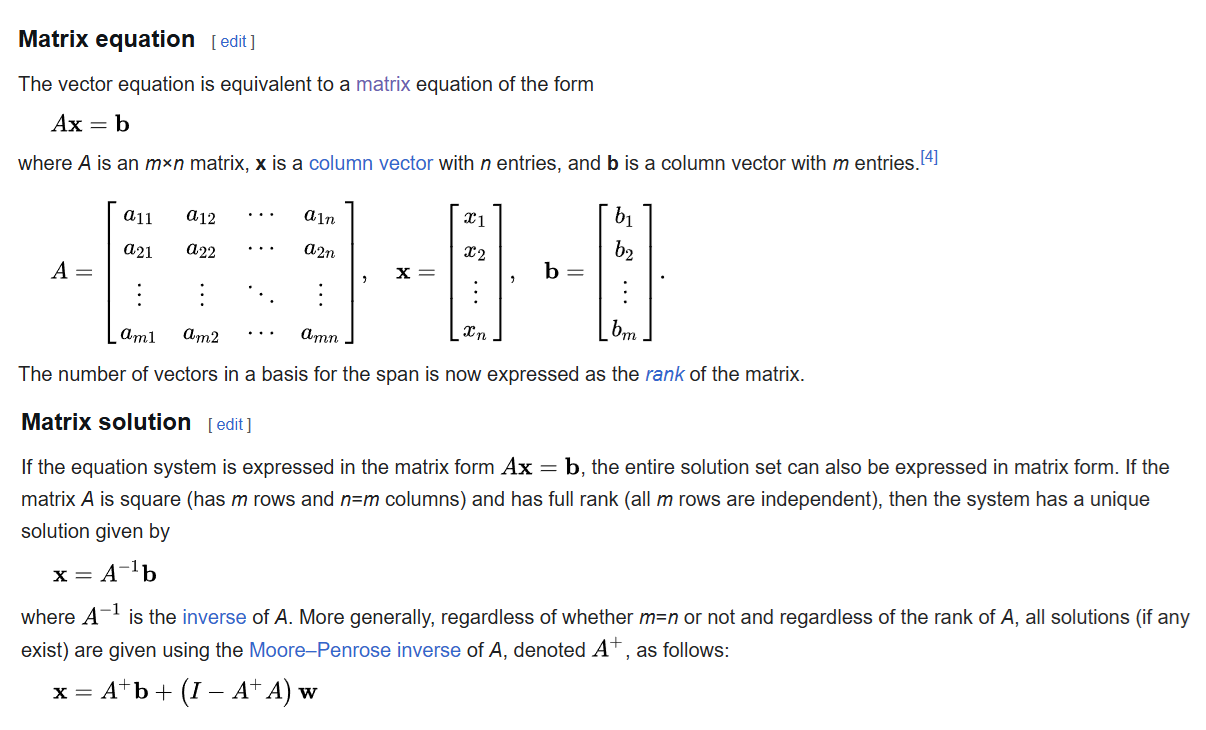 Matrix equation [ edit ]
The vector equation is equivalent to a matrix equation of the form
Ax = b
where A is an m×n matrix, x is a column vector with n entries, and b is a column vector with m entries.[4]
A = [a₁₁ a₁₂ ⋯ a₁ₙ
a₂₁ a₂₂ ⋯ a₂ₙ
⋮ ⋮ ⋱ ⋮
aₘ₁ aₘ₂ ⋯ aₘₙ], x = [x₁
x₂
⋮
xₙ], b = [b₁
b₂
⋮
bₘ].
The number of vectors in a basis for the span is now expressed as the rank of the matrix.
Matrix solution [ edit ]
If the equation system is expressed in the matrix form Ax = b, the entire solution set can also be expressed in matrix form. If the
matrix A is square (has m rows and n=m columns) and has full rank (all m rows are independent), then the system has a unique
solution given by
x = A⁻¹b
where A⁻¹ is the inverse of A. More generally, regardless of whether m=n or not and regardless of the rank of A, all solutions (if any
exist) are given using the Moore–Penrose inverse of A, denoted A⁺, as follows:
x = A⁺b + (I − A⁺A) w